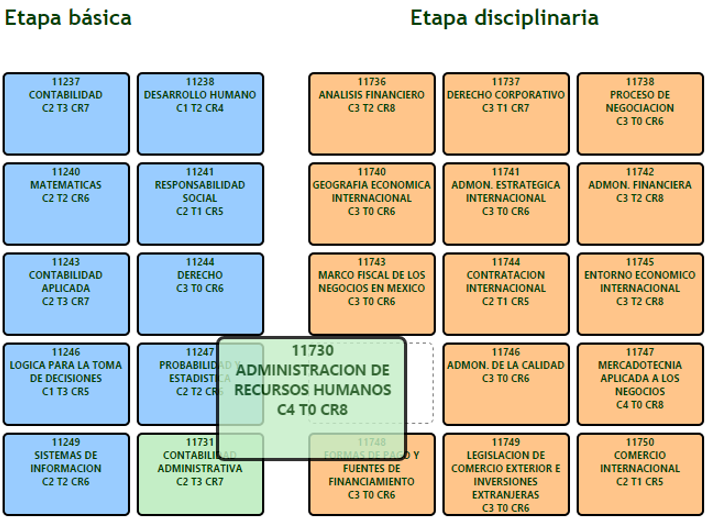 Etapa básica
Etapa disciplinaria
11237
CONTABILIDAD
C2 T3 CR7
11238
DESARROLLO HUMANO
C1 T2 CR4
11736
ANALISIS FINANCIERO
C3 T2 CR8
11737
DERECHO CORPORATIVO
C3 T1 CR7
11738
PROCESO DE
NEGOCIACION
C3 T0 CR6
11240
MATEMATICAS
C2 T2 CR6
11241
RESPONSABILIDAD
SOCIAL
C2 T1 CR5
11740
GEOGRAFIA ECONOMICA
INTERNACIONAL
C3 T0 CR6
11741
ADMON. ESTRATEGICA
INTERNACIONAL
C3 T0 CR6
11742
ADMON. FINANCIERA
C3 T2 CR8
11243
CONTABILIDAD
APLICADA
C2 T3 CR7
11244
DERECHO
C3 T0 CR6
11743
MARCO FISCAL DE LOS
NEGOCIOS EN MEXICO
C3 T0 CR6
11744
CONTRATACION
INTERNACIONAL
C2 T1 CR5
11745
ENTORNO ECONOMICO
INTERNACIONAL
C3 T2 CR8
11246
LOGICA PARA LA TOMA
DE DECISIONES
C1 T3 CR5
11247
PROBABILIDAD Y
ESTADISTICA
C2 T2 CR6
11730
ADMINISTRACION DE
RECURSOS HUMANOS
C4 T0 CR8
11746
ADMON. DE LA CALIDAD
C3 T0 CR6
11747
MERCADOTECNIA
APLICADA A LOS
NEGOCIOS
C4 T0 CR8
11249
SISTEMAS DE
INFORMACION
C2 T2 CR6
11731
CONTABILIDAD
ADMINISTRATIVA
C2 T3 CR7
11748
FORMAS DE PAGO Y
FUENTES DE
FINANCIAMIENTO
C3 T0 CR6
11749
LEGISLACION DE
COMERCIO EXTERIOR E
INVERSIONES
EXTRANJERAS
C3 T0 CR6
11750
COMERCIO
INTERNACIONAL
C2 T1 CR5